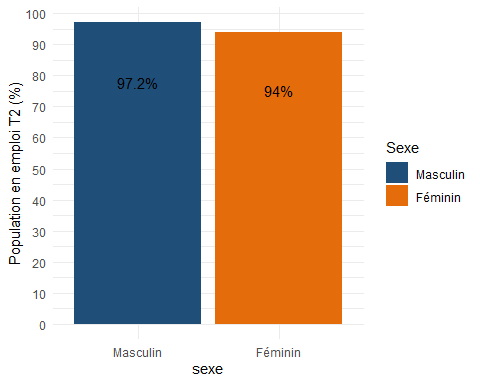 Population en emploi T2 (%)
100
90
80
70
60
50
40
30
20
10
0
97.2%
94%
Masculin
Féminin
sexe
Sexe
Masculin
Féminin